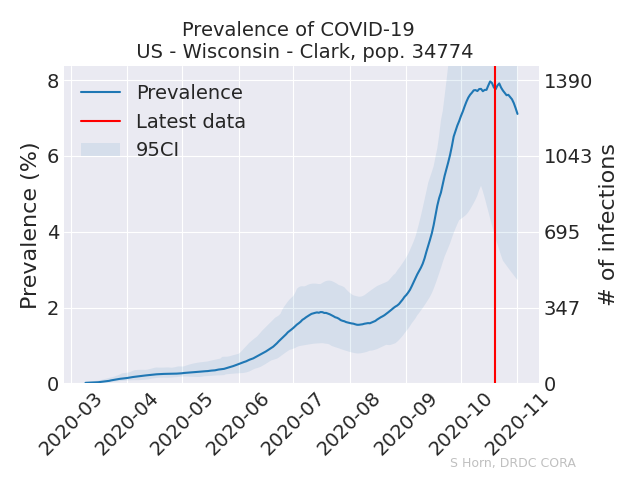 Prevalence of COVID-19
US - Wisconsin - Clark, pop. 34774
Prevalence
Latest data
95CI
Prevalence (%)
8
6
4
2
0
1390
1043
695
347
0
# of infections
2020-03
2020-04
2020-05
2020-06
2020-07
2020-08
2020-09
2020-10
2020-11
S Horn, DRDC CORA